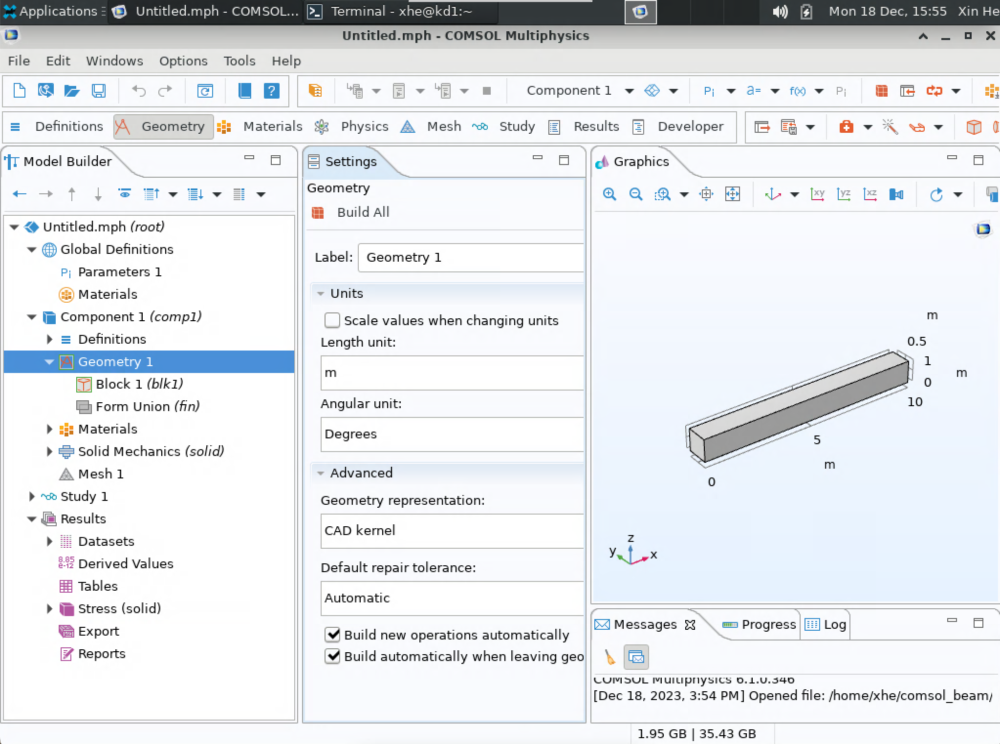 Applications Untitled.mph - COMSOL... Terminal - xhe@kd1:~ Mon 18 Dec, 15:55 Xin He
Untitled.mph - COMSOL Multiphysics
File Edit Windows Options Tools Help
Component 1 Pi a= f(x) Pi
Definitions Geometry Materials Physics Mesh Study Results Developer
Model Builder
Untitled.mph (root)
Global Definitions
Pi Parameters 1
Materials
Component 1 (comp1)
Definitions
Geometry 1
Block 1 (blk1)
Form Union (fin)
Materials
Solid Mechanics (solid)
Mesh 1
Study 1
Results
Datasets
8.85 e-12 Derived Values
Tables
Stress (solid)
Export
Reports
Settings
Geometry
Build All
Label: Geometry 1
Units
Scale values when changing units
Length unit:
m
Angular unit:
Degrees
Advanced
Geometry representation:
CAD kernel
Default repair tolerance:
Automatic
Build new operations automatically
Build automatically when leaving geo
Graphics
xy yz xz
m
0.5
1
m
0
10
5
m
0
z
y x
Messages Progress Log
COMSOL Multiphysics 6.1.0.346
[Dec 18, 2023, 3:54 PM] Opened file: /home/xhe/comsol_beam/
1.95 GB | 35.43 GB